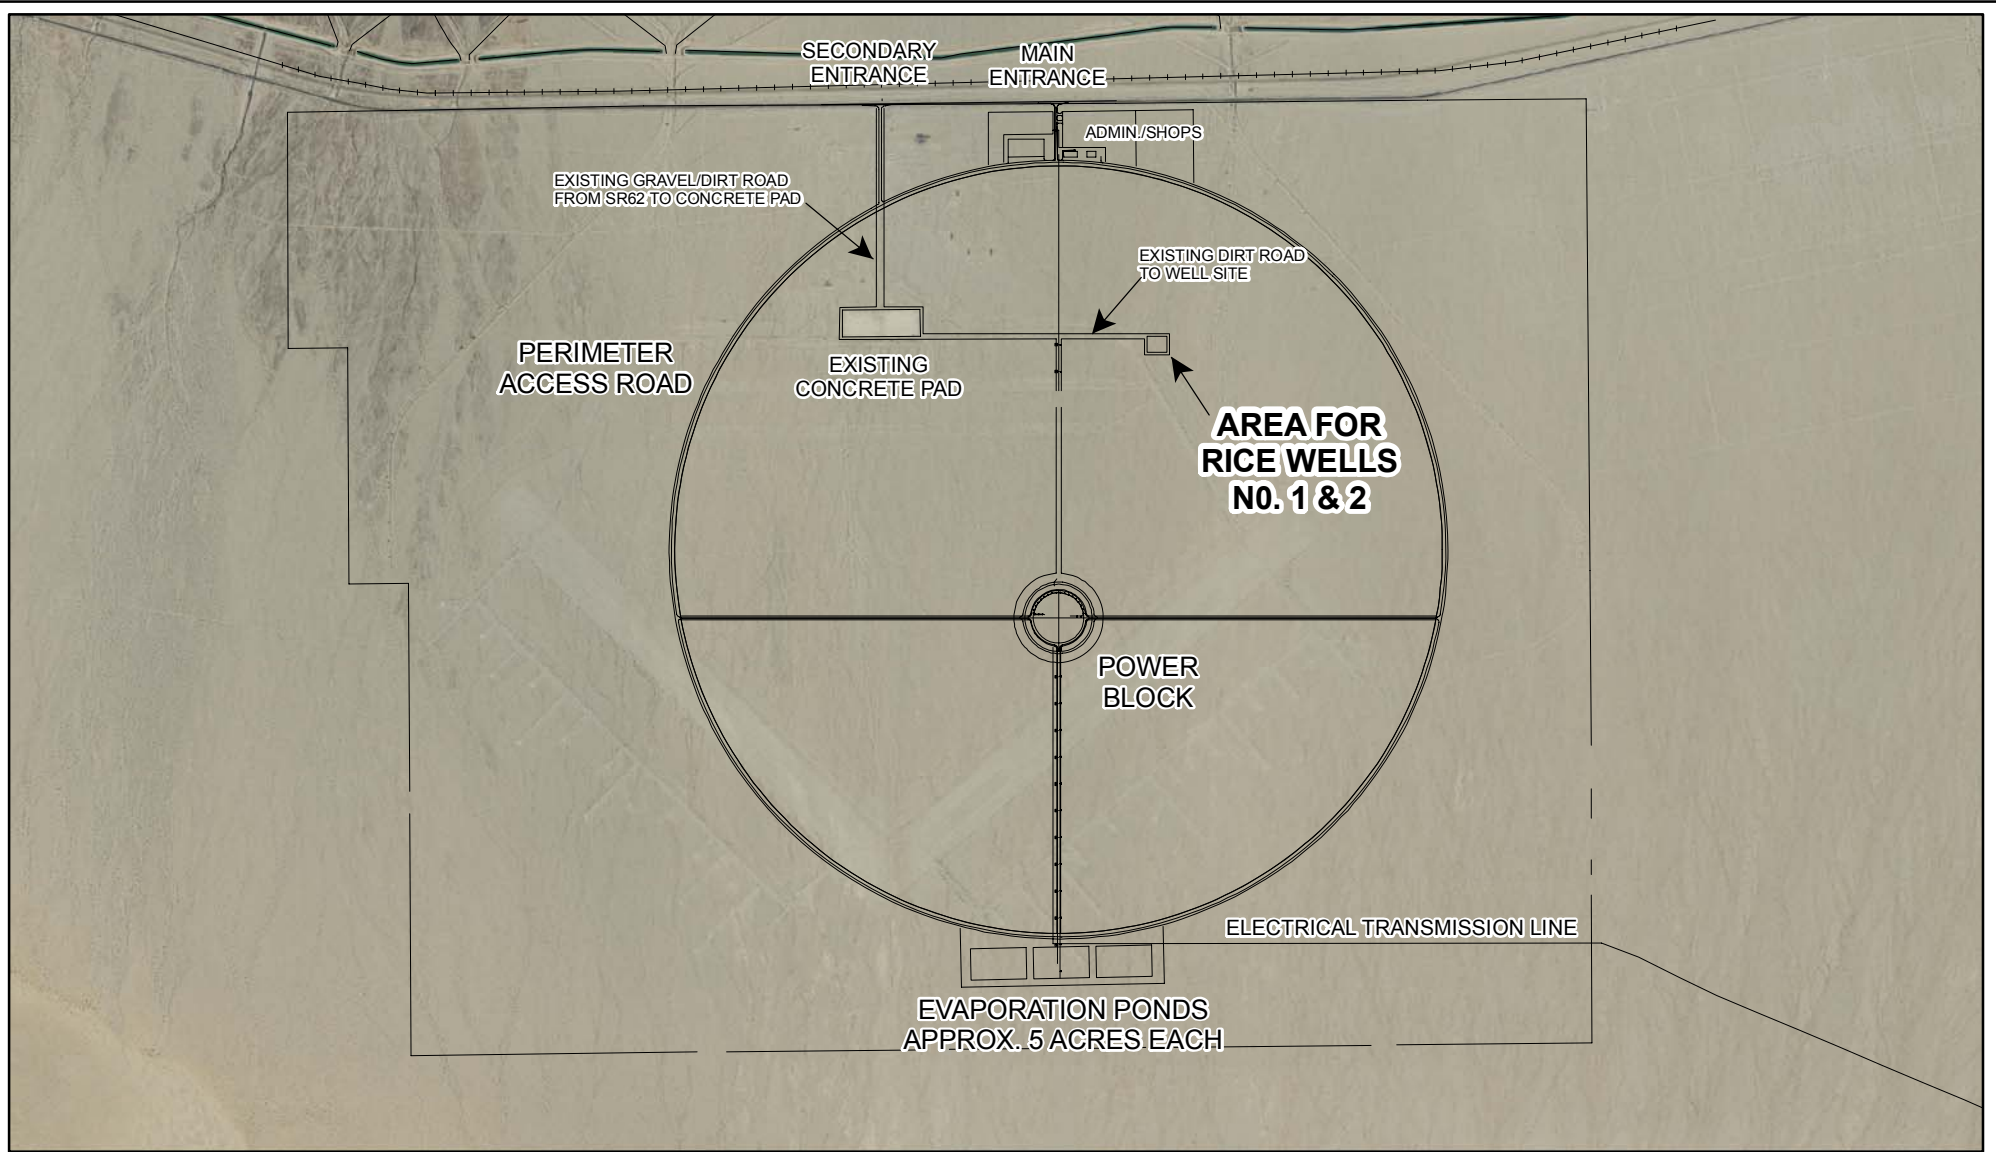 SECONDARY
ENTRANCE
MAIN
ENTRANCE
ADMIN./SHOPS
EXISTING GRAVEL/DIRT ROAD
FROM SR62 TO CONCRETE PAD
EXISTING DIRT ROAD
TO WELL SITE
PERIMETER
ACCESS ROAD
EXISTING
CONCRETE PAD
AREA FOR
RICE WELLS
N0. 1 & 2
POWER
BLOCK
ELECTRICAL TRANSMISSION LINE
EVAPORATION PONDS
APPROX. 5 ACRES EACH